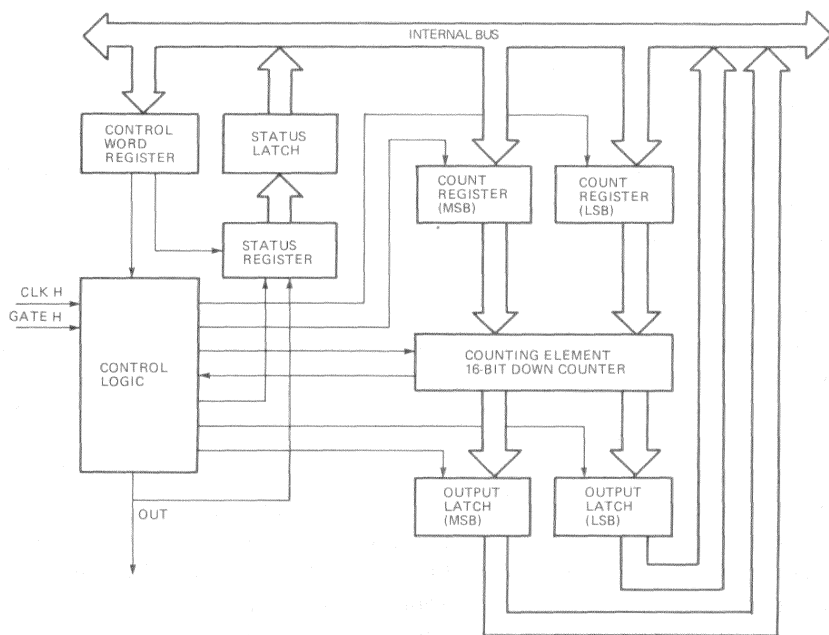 INTERNAL BUS
CONTROL
WORD
REGISTER
STATUS
LATCH
COUNT
REGISTER
(MSB)
COUNT
REGISTER
(LSB)
STATUS
REGISTER
CLK H
GATE H
CONTROL
LOGIC
COUNTING ELEMENT
16-BIT DOWN COUNTER
OUTPUT
LATCH
(MSB)
OUTPUT
LATCH
(LSB)
OUT